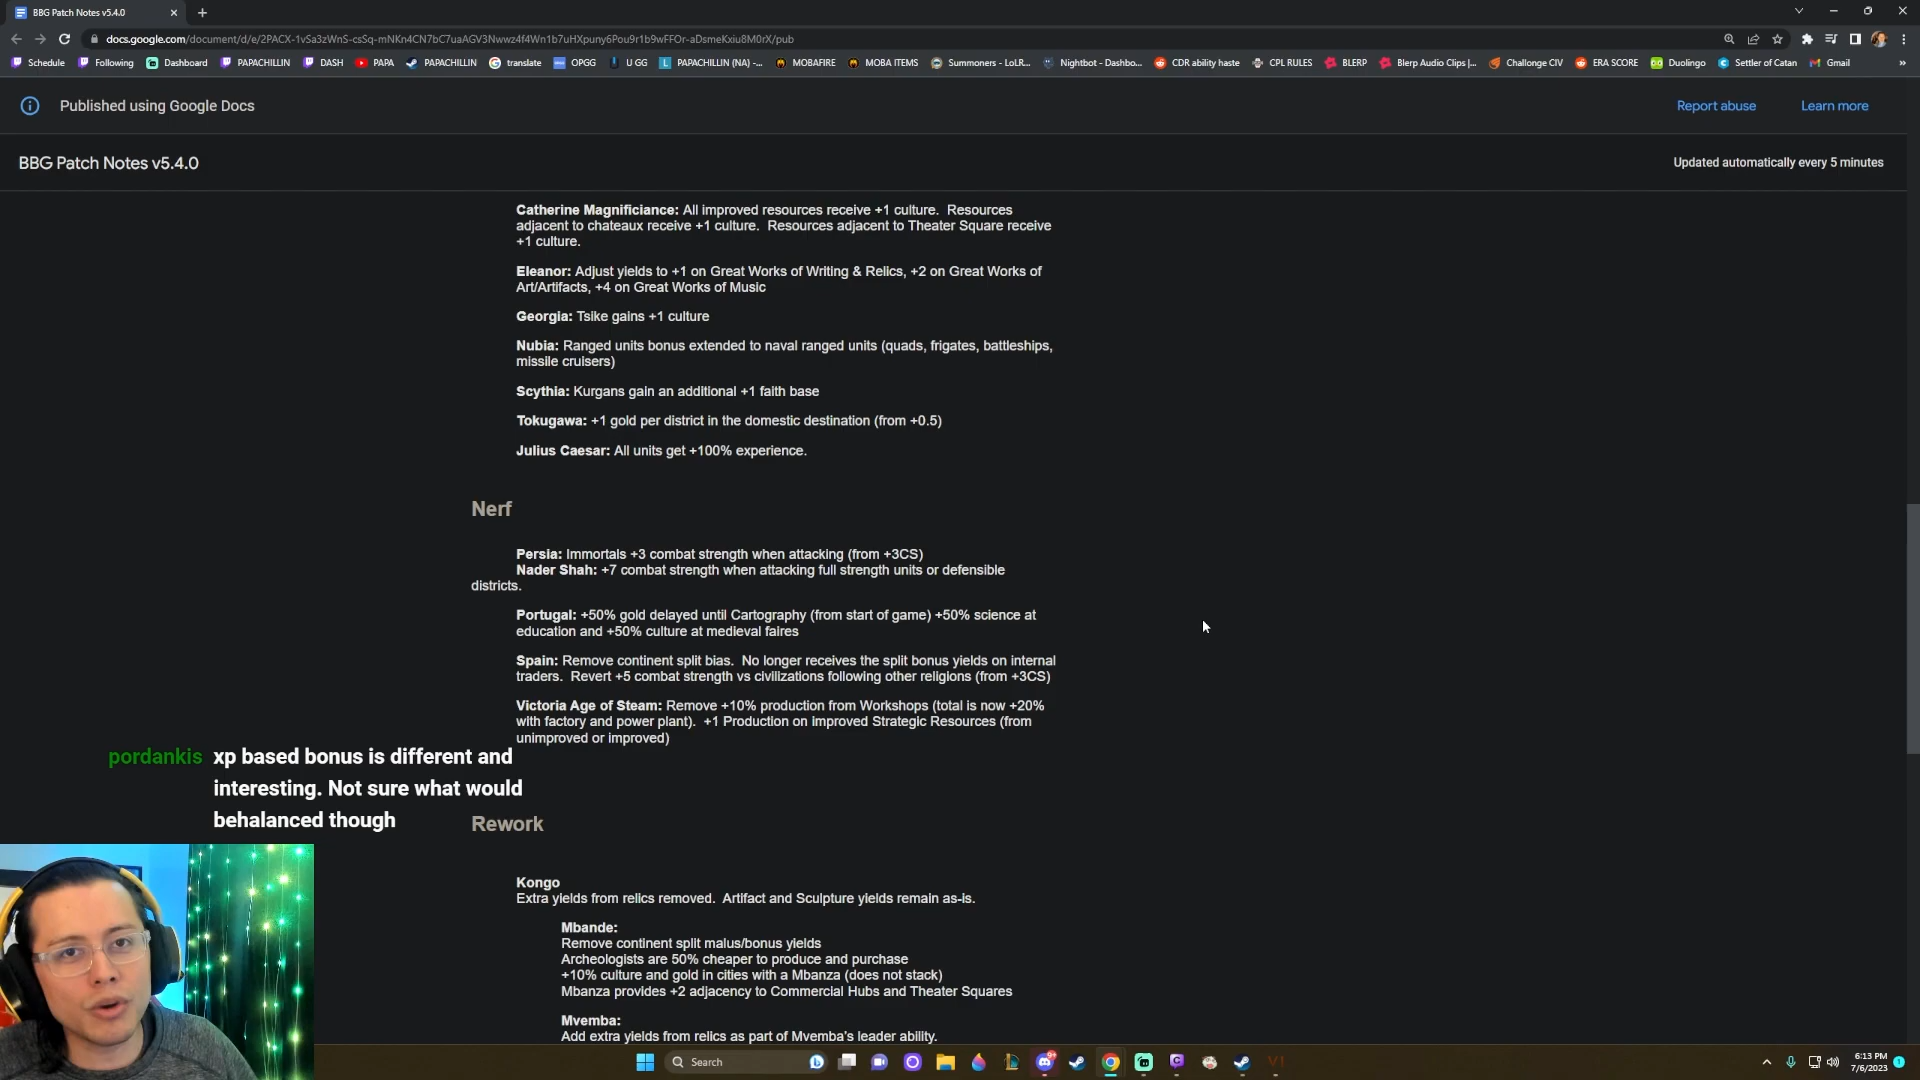 BBG Patch Notes v5.4.0
docs.google.com/document/d/e/2PACX-1vSa3zWnS-csSq-mNKn4CN7bC7uaAGV3Nwwz4f4Wn1b7uHXpuny6Pou9r1b9wFFOr-aDsmeKxiu8M0rX/pub
Schedule Following Dashboard PAPACHILLIN DASH PAPA PAPACHILLIN translate OPGG U GG PAPACHILLIN (NA) -... MOBAFIRE MOBA ITEMS Summoners - LoLR... Nightbot - Dashbo... CDR ability haste CPL RULES BLERP Blerp Audio Clips |... Challonge CIV ERA SCORE Duolingo Settler of Catan Gmail »
Published using Google Docs Report abuse Learn more
BBG Patch Notes v5.4.0 Updated automatically every 5 minutes
Catherine Magnificiance: All improved resources receive +1 culture. Resources
adjacent to chateaux receive +1 culture. Resources adjacent to Theater Square receive
+1 culture.
Eleanor: Adjust yields to +1 on Great Works of Writing & Relics, +2 on Great Works of
Art/Artifacts, +4 on Great Works of Music
Georgia: Tsike gains +1 culture
Nubia: Ranged units bonus extended to naval ranged units (quads, frigates, battleships,
missile cruisers)
Scythia: Kurgans gain an additional +1 faith base
Tokugawa: +1 gold per district in the domestic destination (from +0.5)
Julius Caesar: All units get +100% experience.
Nerf
Persia: Immortals +3 combat strength when attacking (from +3CS)
Nader Shah: +7 combat strength when attacking full strength units or defensible
districts.
Portugal: +50% gold delayed until Cartography (from start of game) +50% science at
education and +50% culture at medieval faires
Spain: Remove continent split bias. No longer receives the split bonus yields on internal
traders. Revert +5 combat strength vs civilizations following other religions (from +3CS)
Victoria Age of Steam: Remove +10% production from Workshops (total is now +20%
with factory and power plant). +1 Production on Improved Strategic Resources (from
unimproved or improved)
pordankis xp based bonus is different and
interesting. Not sure what would
behalanced though
Rework
Kongo
Extra yields from relics removed. Artifact and Sculpture yields remain as-is.
Mbande:
Remove continent split malus/bonus yields
Archeologists are 50% cheaper to produce and purchase
+10% culture and gold in cities with a Mbanza (does not stack)
Mbanza provides +2 adjacency to Commercial Hubs and Theater Squares
Mvemba:
Add extra yields from relics as part of Mvemba's leader ability.
Search
6:13 PM
7/6/2023